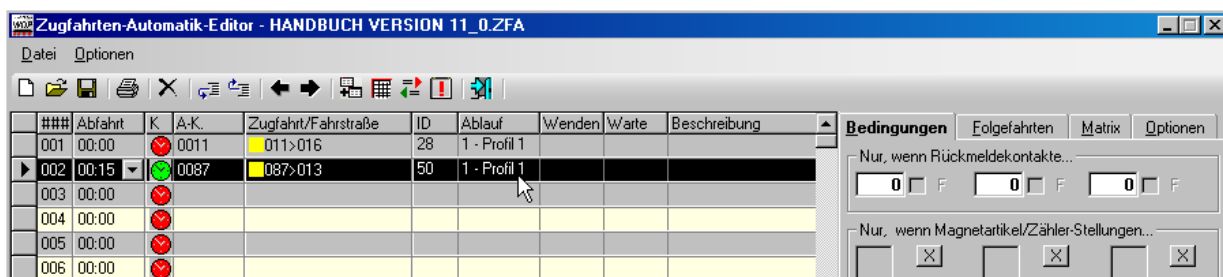 Zugfahrten-Automatik-Editor - HANDBUCH VERSION 11_0.ZFA
Datei Optionen
### Abfahrt K A-K. Zugfahrt/Fahrstraße ID Ablauf Wenden Warte Beschreibung
001 00:00 0011 011>016 28 1 - Profil 1
002 00:15 0087 087>013 50 1 - Profil 1
003 00:00
004 00:00
005 00:00
006 00:00
Bedingungen Folgefahrten Matrix Optionen
Nur, wenn Rückmeldekontakte...
0 F 0 F 0 F
Nur, wenn Magnetartikel/Zähler-Stellungen...
X X X